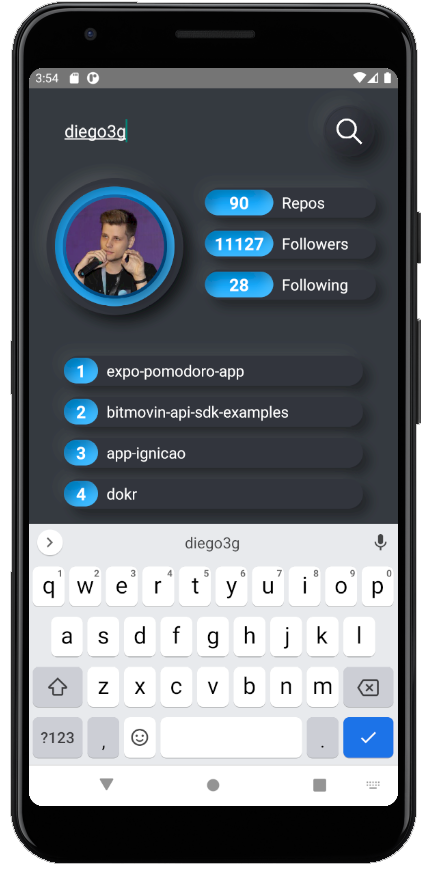 3:54
diego3g
90 Repos
11127 Followers
28 Following
1 expo-pomodoro-app
2 bitmovin-api-sdk-examples
3 app-ignicao
4 dokr
diego3g
q1 w2 e3 r4 t5 y6 u7 i8 o9 p0
a s d f g h j k l
z x c v b n m
?123 , .